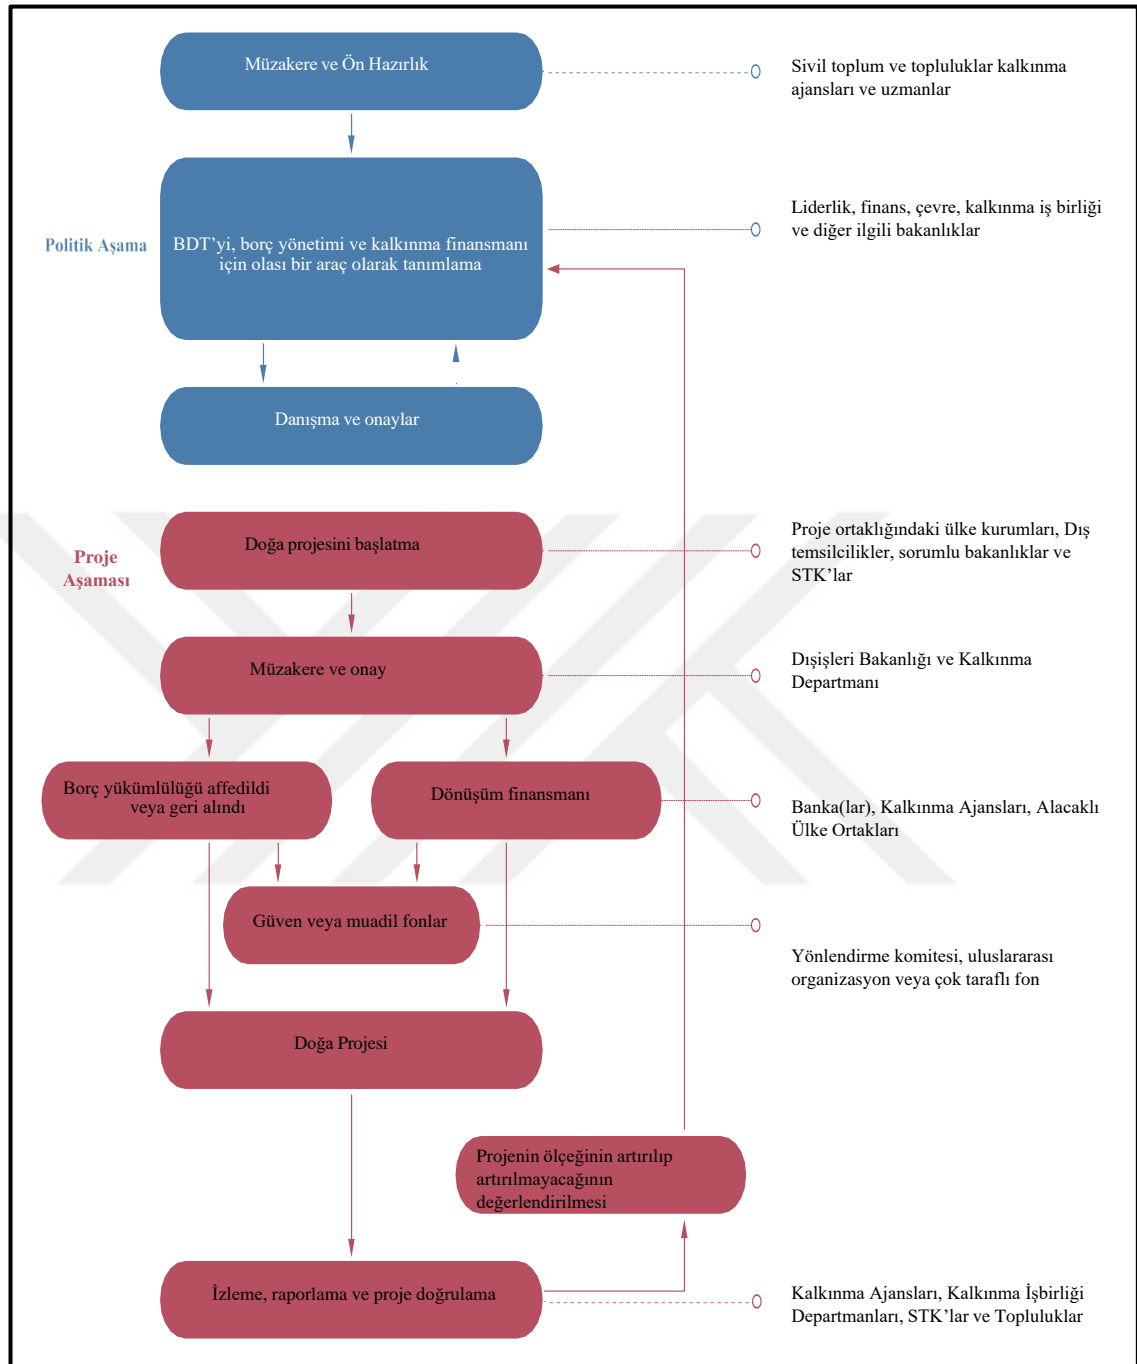 Müzakere ve Ön Hazırlık
Sivil toplum ve topluluklar kalkınma
ajansları ve uzmanlar
Politik Aşama
BDT’yi, borç yönetimi ve kalkınma finansmanı
için olası bir araç olarak tanımlama
Liderlik, finans, çevre, kalkınma iş birliği
ve diğer ilgili bakanlıklar
Danışma ve onaylar
Proje
Aşaması
Doğa projesini başlatma
Proje ortaklığındaki ülke kurumları, Dış
temsilcilikler, sorumlu bakanlıklar ve
STK’lar
Müzakere ve onay
Dışişleri Bakanlığı ve Kalkınma
Departmanı
Borç yükümlülüğü affedildi
veya geri alındı
Dönüşüm finansmanı
Banka(lar), Kalkınma Ajansları, Alacaklı
Ülke Ortakları
Güven veya muadil fonlar
Yönlendirme komitesi, uluslararası
organizasyon veya çok taraflı fon
Doğa Projesi
Projenin ölçeğinin artırılıp
artırılmayacağının
değerlendirilmesi
İzleme, raporlama ve proje doğrulama
Kalkınma Ajansları, Kalkınma İşbirliği
Departmanları, STK’lar ve Topluluklar